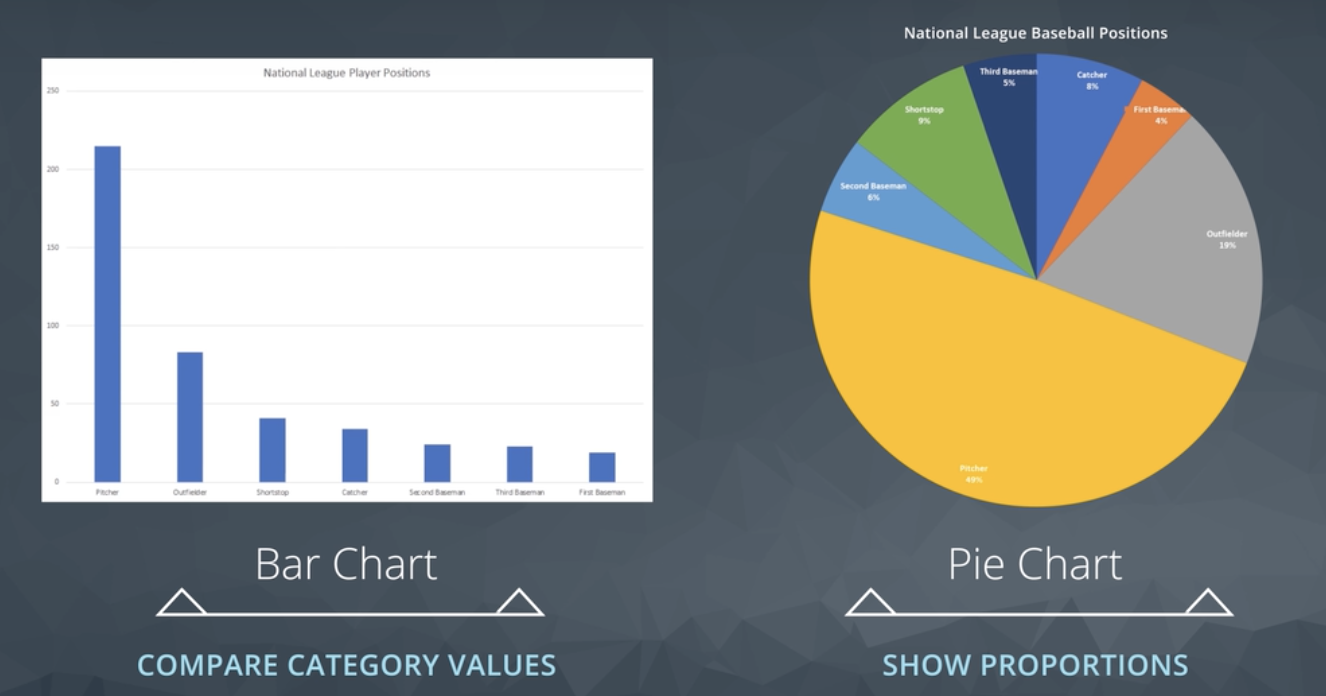 National League Player Positions
250
200
150
100
50
0
Pitcher
Outfielder
Shortstop
Catcher
Second Baseman
Third Baseman
First Baseman
Bar Chart
COMPARE CATEGORY VALUES
National League Baseball Positions
Third Baseman
5%
Catcher
8%
First Baseman
4%
Shortstop
9%
Second Baseman
6%
Outfielder
19%
Pitcher
49%
Pie Chart
SHOW PROPORTIONS